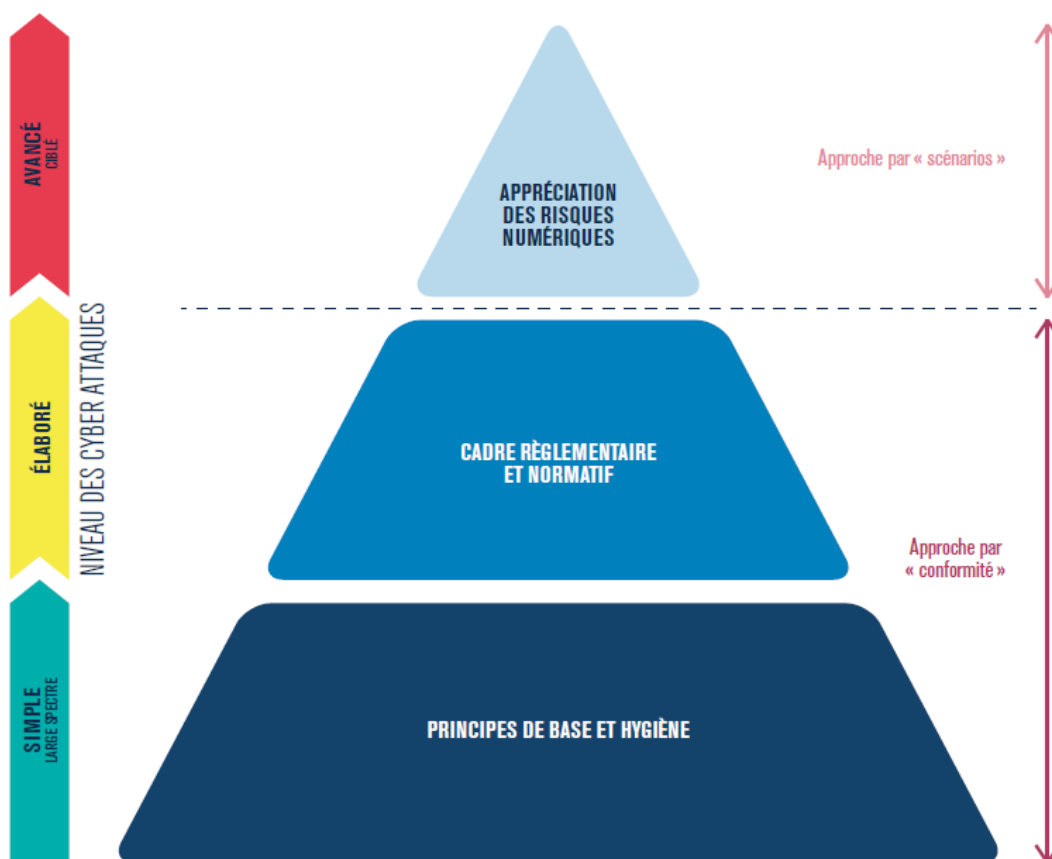 AVANCÉ
CIBLÉ
APPRÉCIATION
DES RISQUES
NUMÉRIQUES
Approche par « scénarios »
NIVEAU DES CYBER ATTAQUES
ÉLABORÉ
CADRE RÈGLEMENTAIRE
ET NORMATIF
Approche par
« conformité »
SIMPLE
LARGE SPECTRE
PRINCIPES DE BASE ET HYGIÈNE